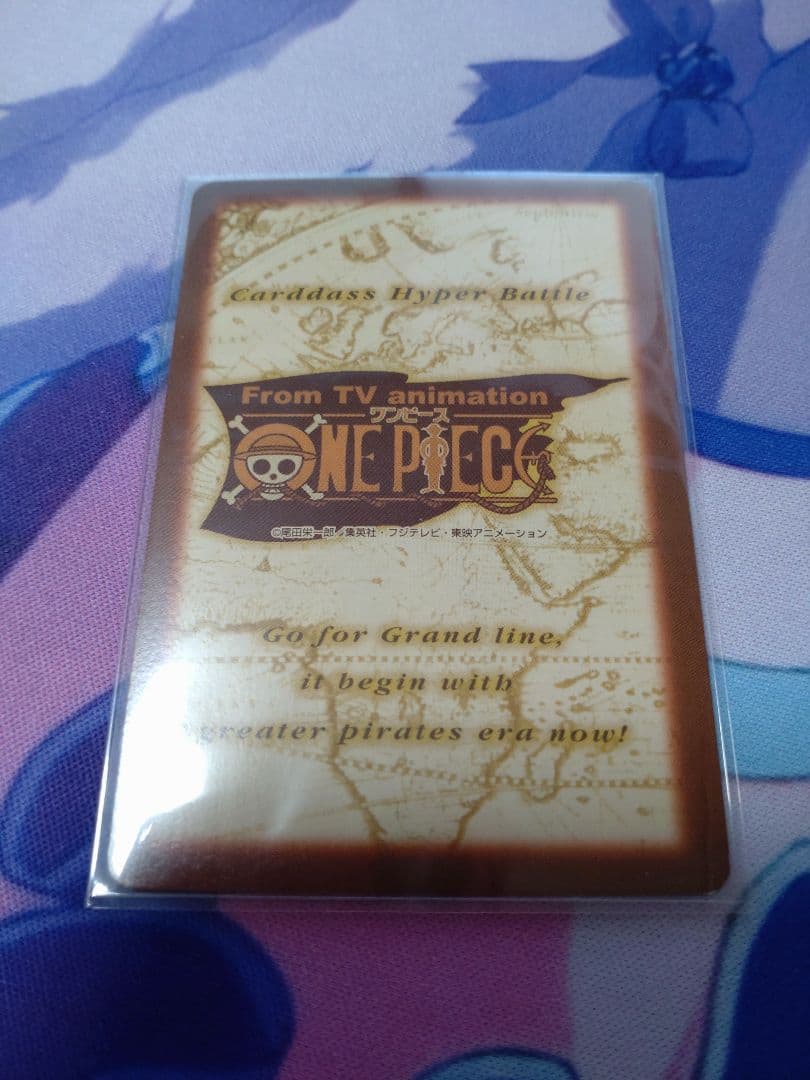 Carddass Hyper Battle
From TV animation
ワンピース
ONE PIECE
©尾田栄一郎／集英社・フジテレビ・東映アニメーション
Go for Grand line,
it begin with
greater pirates era now!